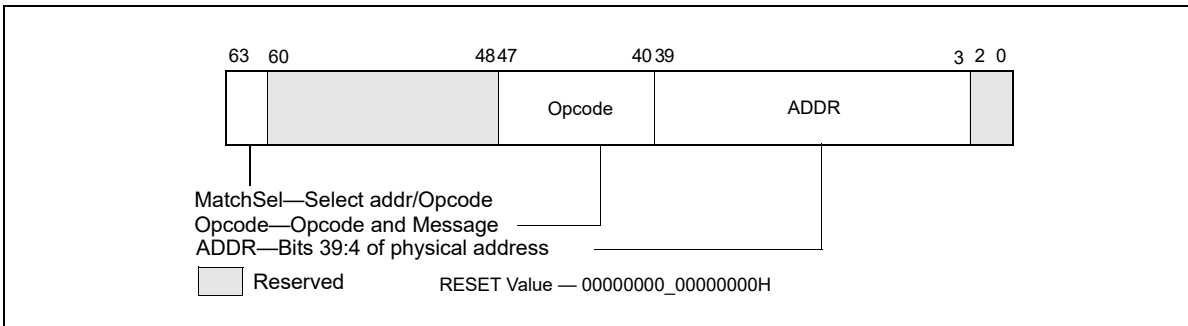 63 60 48 47 40 39 3 2 0
Opcode ADDR
MatchSel—Select addr/Opcode
Opcode—Opcode and Message
ADDR—Bits 39:4 of physical address
Reserved RESET Value — 00000000_00000000H